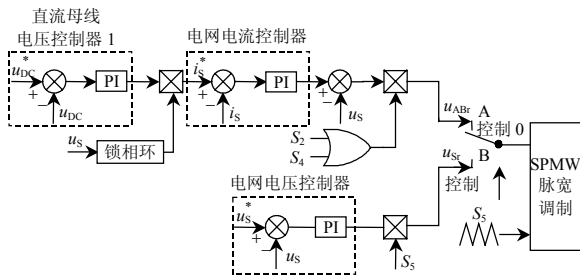 直流母线
电压控制器 1
电网电流控制器
u*DC
PI
i*S
PI
+
−
+
−
+
−
uDC
iS
uS
uABr
A
控制 0
uS
锁相环
S2
S4
uSr
B
控制
SPMW
脉宽
调制
电网电压控制器
u*S
PI
+
−
uS
S5
S5